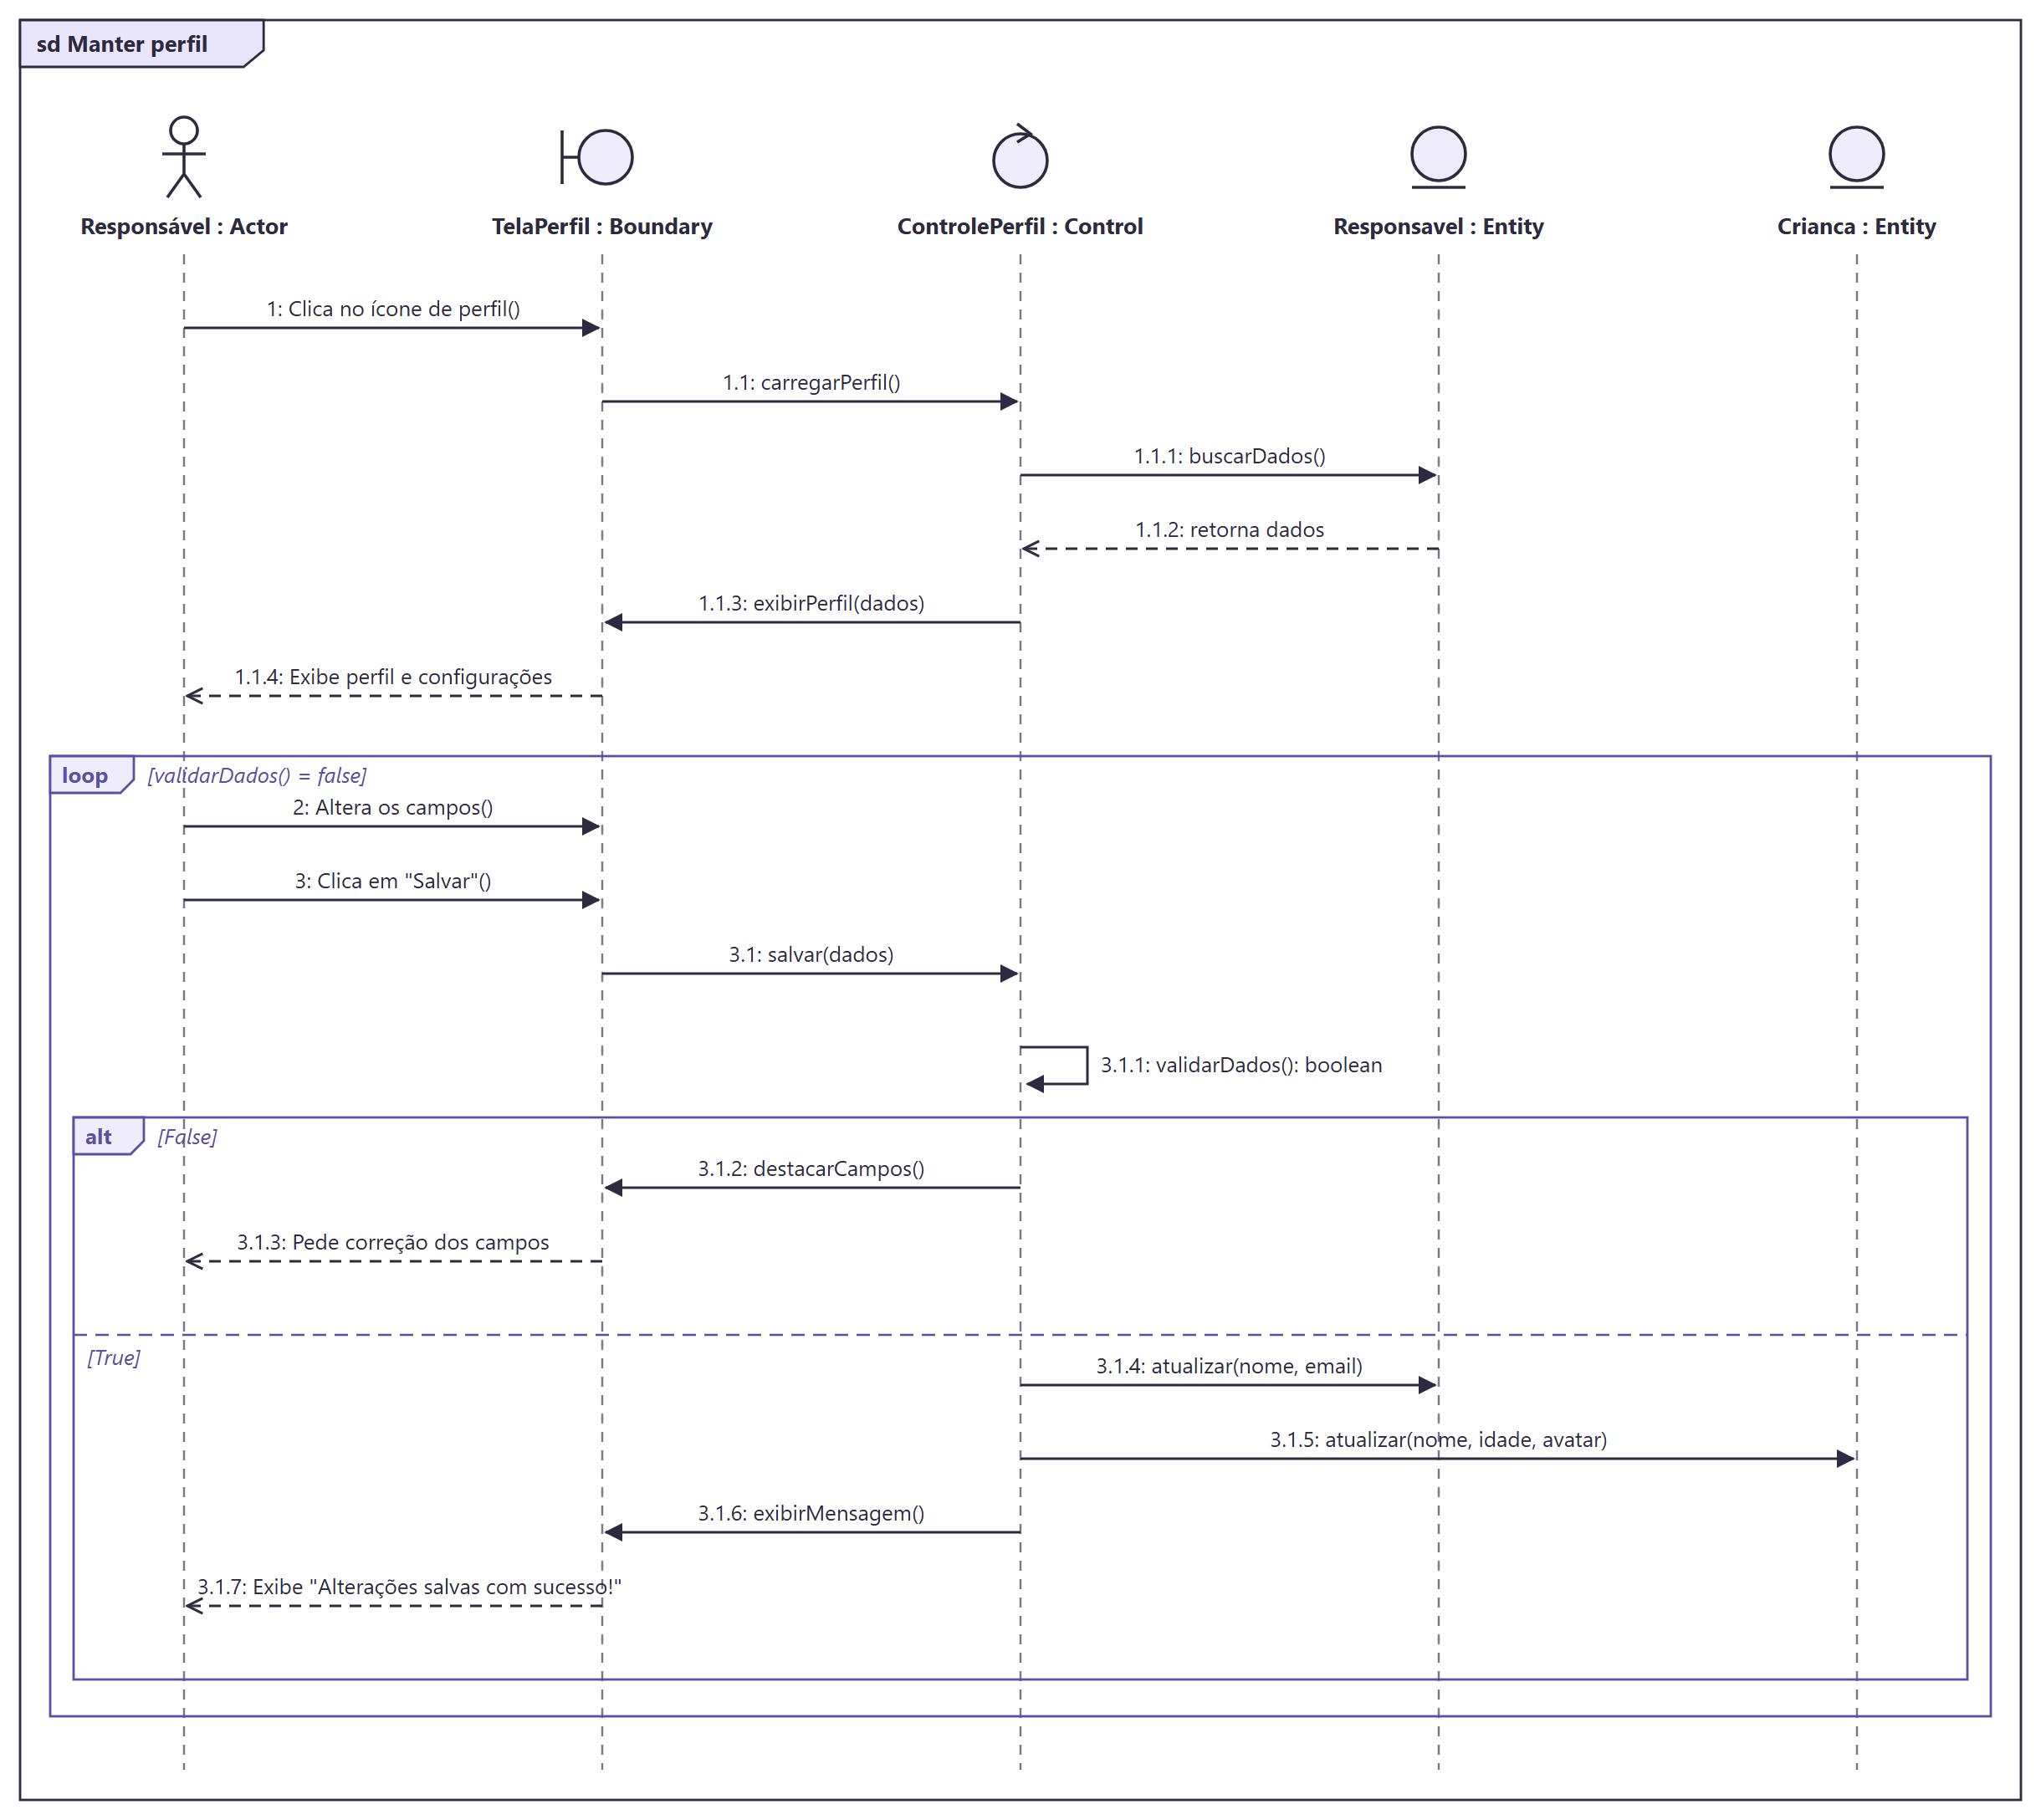 sd Manter perfil
Responsável : Actor
TelaPerfil : Boundary
ControlePerfil : Control
Responsavel : Entity
Crianca : Entity
1: Clica no ícone de perfil()
1.1: carregarPerfil()
1.1.1: buscarDados()
1.1.2: retorna dados
1.1.3: exibirPerfil(dados)
1.1.4: Exibe perfil e configurações
loop [validarDados() = false]
2: Altera os campos()
3: Clica em "Salvar"()
3.1: salvar(dados)
3.1.1: validarDados(): boolean
alt [False]
3.1.2: destacarCampos()
3.1.3: Pede correção dos campos
[True]
3.1.4: atualizar(nome, email)
3.1.5: atualizar(nome, idade, avatar)
3.1.6: exibirMensagem()
3.1.7: Exibe "Alterações salvas com sucesso!"